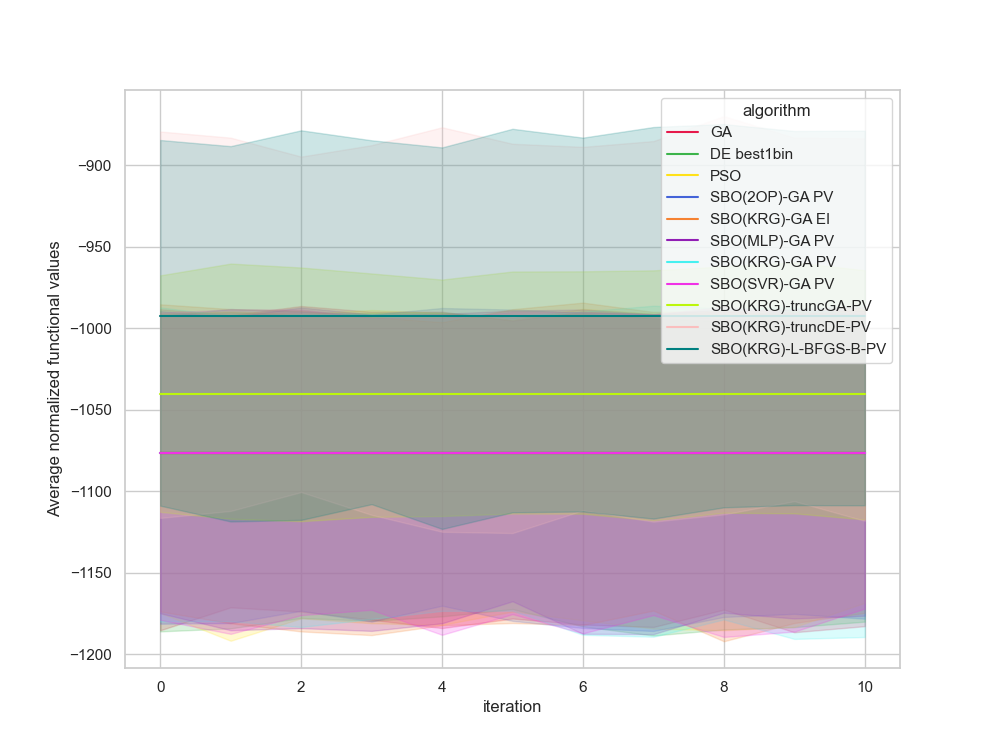 algorithm
GA
DE best1bin
PSO
SBO(2OP)-GA PV
SBO(KRG)-GA EI
SBO(MLP)-GA PV
SBO(KRG)-GA PV
SBO(SVR)-GA PV
SBO(KRG)-truncGA-PV
SBO(KRG)-truncDE-PV
SBO(KRG)-L-BFGS-B-PV
Average normalized functional values
−900
−950
−1000
−1050
−1100
−1150
−1200
0 2 4 6 8 10
iteration